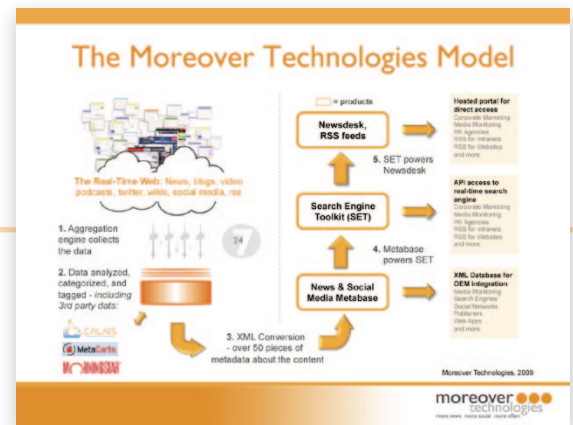 The Moreover Technologies Model
= products
The Real-Time Web: News, blogs, video
podcasts, twitter, wikis, social media, rss
1. Aggregation
engine collects
the data
24
7
2. Data analyzed,
categorized, and
tagged - including
3rd party data:
CALAIS
MetaCarta
MORNINGSTAR
3. XML Conversion
- over 50 pieces of
metadata about the content
Newsdesk,
RSS feeds
5. SET powers
Newsdesk
Search Engine
Toolkit (SET)
4. Metabase
powers SET
News & Social
Media Metabase
Hosted portal for
direct access
Corporate Marketing
Media Monitoring
PR Agencies
RSS for Intranets
RSS for Websites
and more
API access to
real-time search
engine
Corporate Marketing
Media Monitoring
PR Agencies
RSS for Intranets
RSS for Websites
and more
XML Database for
OEM integration
Media Monitoring
Search Engines
Social Networks
Publishers
Web Apps
and more
Moreover Technologies, 2009
moreover
technologies
more news more social more often